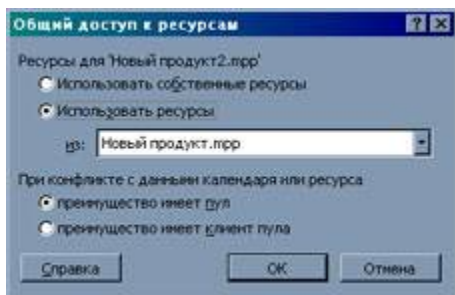 Общий доступ к ресурсам
Ресурсы для 'Новый продукт2.mpp'
Использовать собственные ресурсы
Использовать ресурсы
из: Новый продукт.mpp
При конфликте с данными календаря или ресурса
преимущество имеет пул
преимущество имеет клиент пула
Справка ОК Отмена